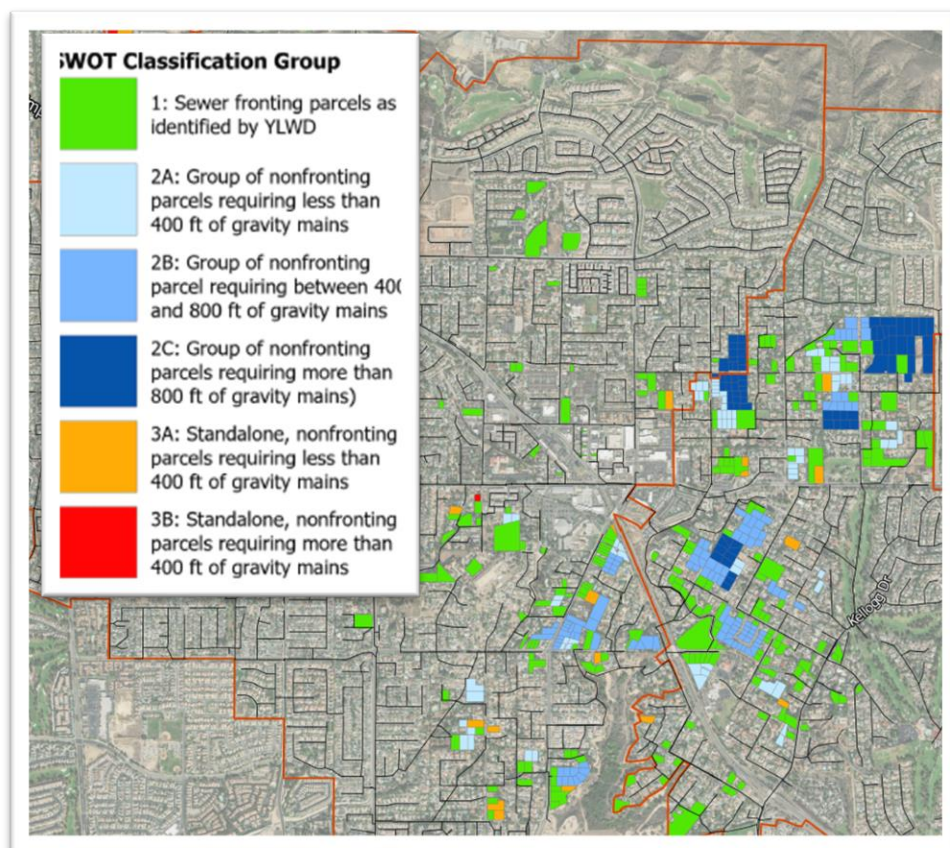 SWOT Classification Group
1: Sewer fronting parcels as
identified by YLWD
2A: Group of nonfronting
parcels requiring less than
400 ft of gravity mains
2B: Group of nonfronting
parcel requiring between 40
and 800 ft of gravity mains
2C: Group of nonfronting
parcels requiring more than
800 ft of gravity mains)
3A: Standalone, nonfronting
parcels requiring less than
400 ft of gravity mains
3B: Standalone, nonfronting
parcels requiring more than
400 ft of gravity mains
Kellogg Dr